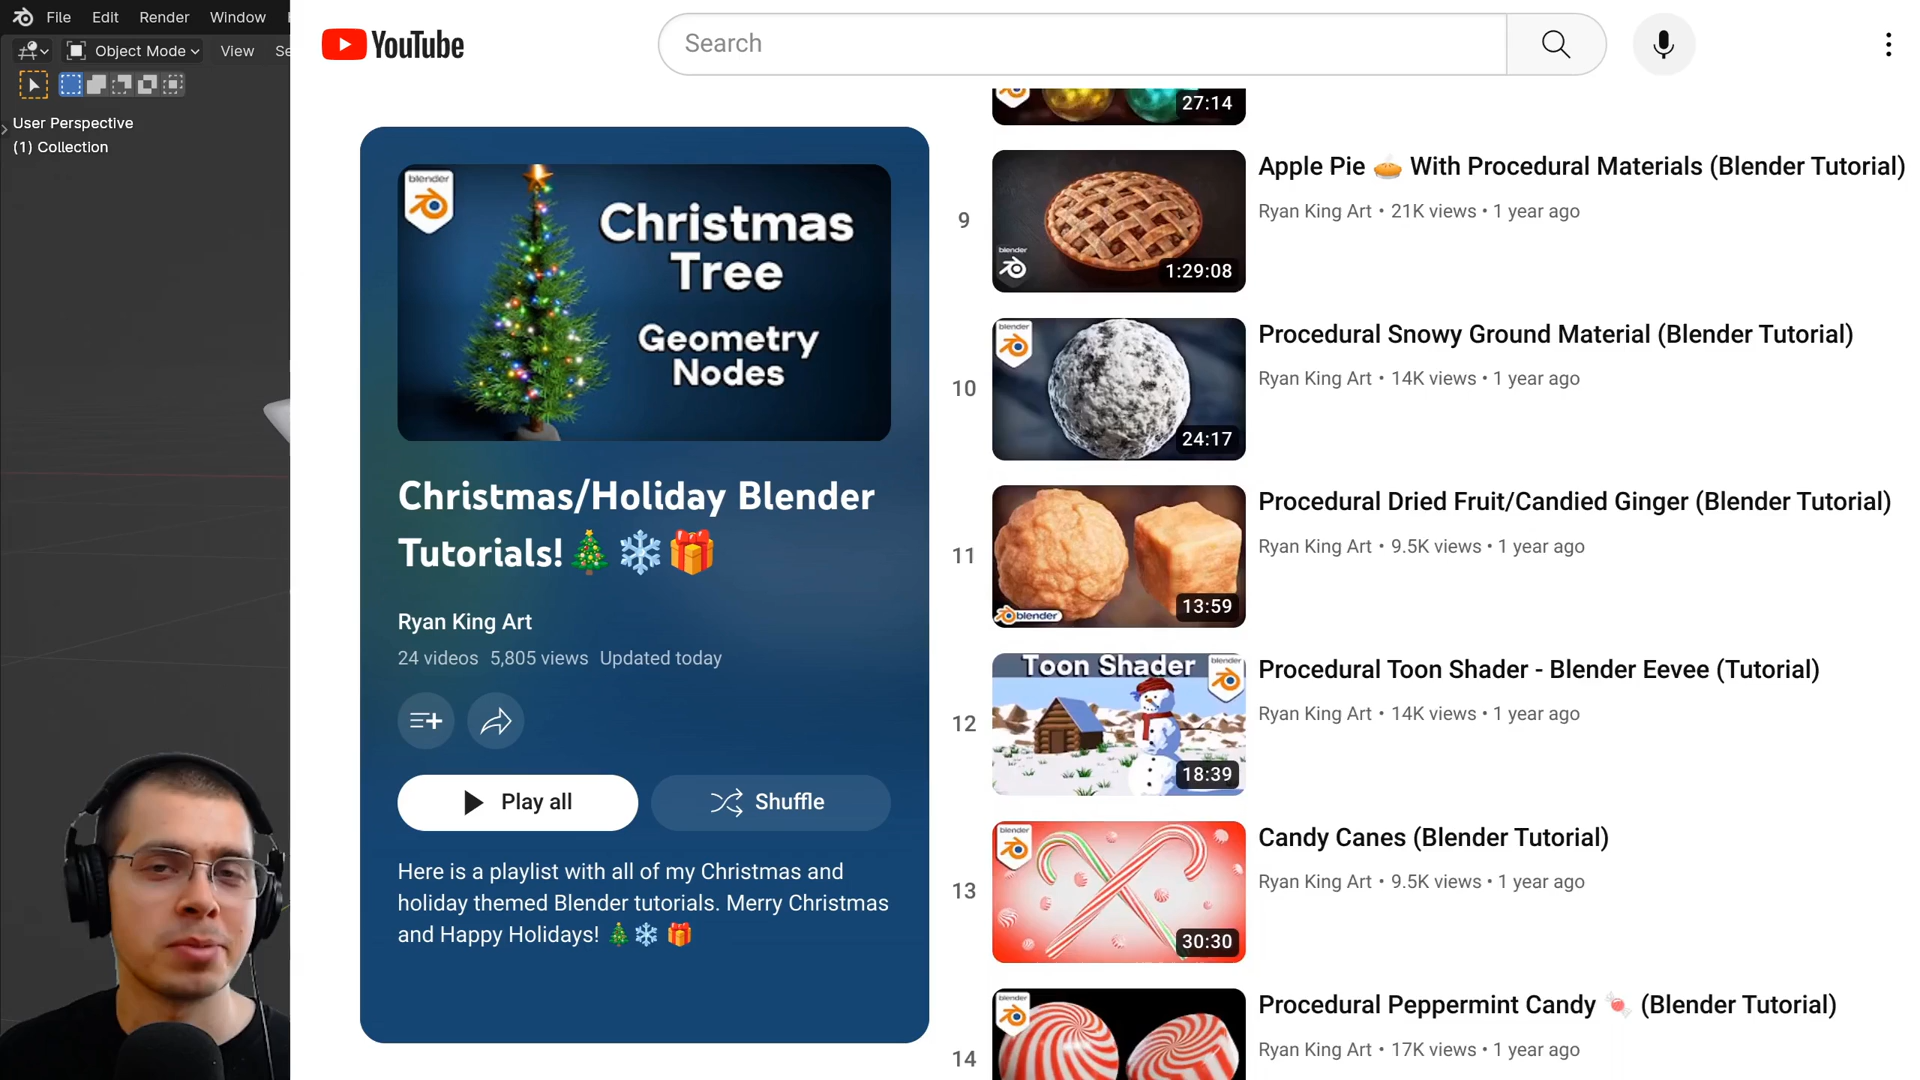 File Edit Render Window
Object Mode View
User Perspective
(1) Collection
YouTube
Search
blender
Christmas
Tree
Geometry
Nodes
Christmas/Holiday Blender
Tutorials!🎄❄️🎁
Ryan King Art
24 videos 5,805 views Updated today
Play all
Shuffle
Here is a playlist with all of my Christmas and
holiday themed Blender tutorials. Merry Christmas
and Happy Holidays! 🎄❄️ 🎁
27:14
9
blender
1:29:08
Apple Pie 🥧 With Procedural Materials (Blender Tutorial)
Ryan King Art • 21K views • 1 year ago
10
blender
24:17
Procedural Snowy Ground Material (Blender Tutorial)
Ryan King Art • 14K views • 1 year ago
11
blender
13:59
Procedural Dried Fruit/Candied Ginger (Blender Tutorial)
Ryan King Art • 9.5K views • 1 year ago
12
Toon Shader
blender
18:39
Procedural Toon Shader - Blender Eevee (Tutorial)
Ryan King Art • 14K views • 1 year ago
13
blender
30:30
Candy Canes (Blender Tutorial)
Ryan King Art • 9.5K views • 1 year ago
14
blender
Procedural Peppermint Candy 🍬 (Blender Tutorial)
Ryan King Art • 17K views • 1 year ago